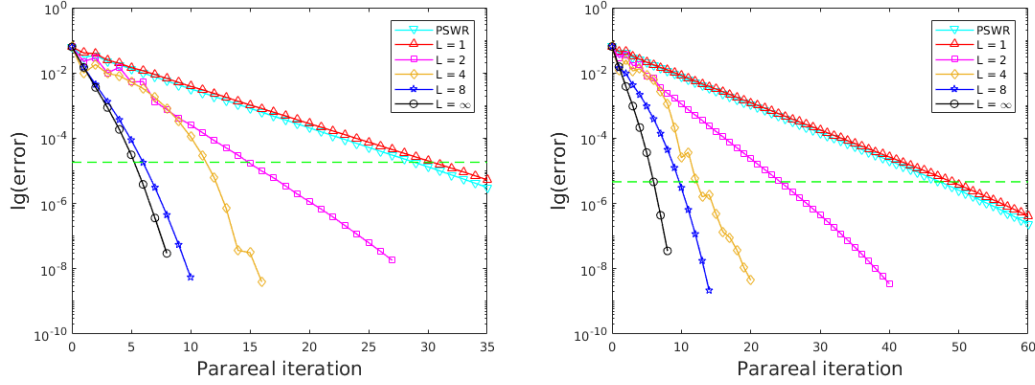 10^0
10^-2
10^-4
10^-6
10^-8
10^-10
lg(error)
0 5 10 15 20 25 30 35
Parareal iteration
PSWR
L = 1
L = 2
L = 4
L = 8
L = ∞
10^0
10^-2
10^-4
10^-6
10^-8
10^-10
lg(error)
0 10 20 30 40 50 60
Parareal iteration
PSWR
L = 1
L = 2
L = 4
L = 8
L = ∞